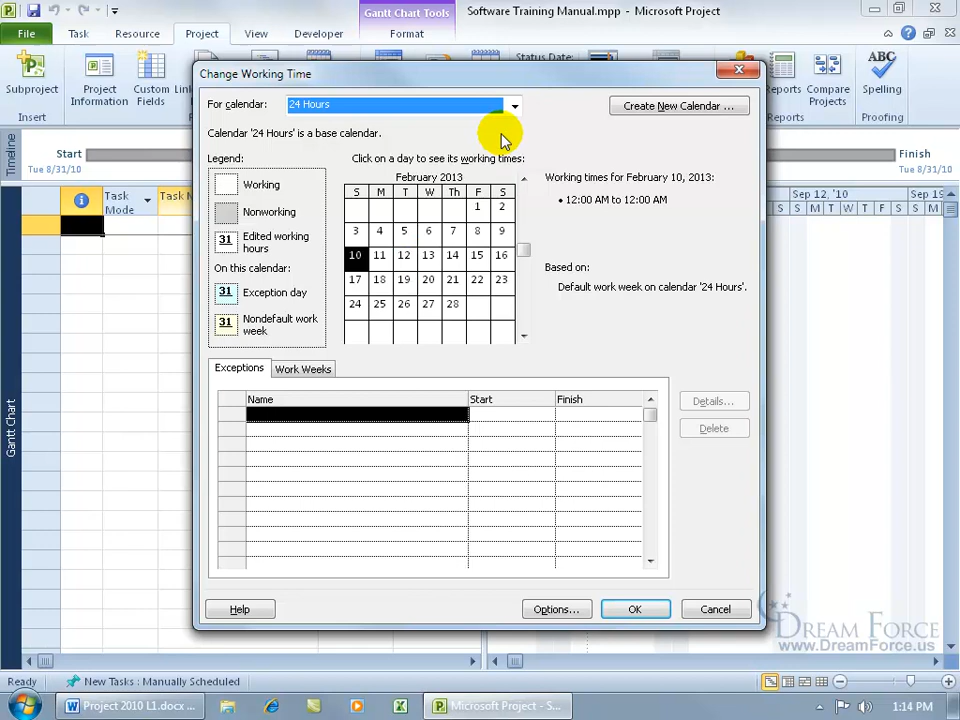 Gantt Chart Tools
Software Training Manual.mpp - Microsoft Project
File Task Resource Project View Developer Format
Subproject
Project Information
Custom Fields
Status Date:
Reports
Compare Projects
ABC
Spelling
Insert
Proofing
Change Working Time
For calendar: 24 Hours
Create New Calendar ...
Calendar '24 Hours' is a base calendar.
Legend:
Working
Nonworking
31 Edited working hours
On this calendar:
31 Exception day
31 Nondefault work week
Click on a day to see its working times:
February 2013
S M T W Th F S
1 2
3 4 5 6 7 8 9
10 11 12 13 14 15 16
17 18 19 20 21 22 23
24 25 26 27 28
Working times for February 10, 2013:
• 12:00 AM to 12:00 AM
Based on:
Default work week on calendar '24 Hours'.
Exceptions Work Weeks
Name Start Finish
Details...
Delete
Help
Options...
OK
Cancel
Timeline
Start
Tue 8/31/10
Finish
Tue 8/31/10
Task Mode
Task
Sep 12, '10
S M T W T F S
Gantt Chart
DREAM FORCE
www.DreamForce.us
Ready
New Tasks : Manually Scheduled
Project 2010 L1.docx
Microsoft Project - S...
1:14 PM